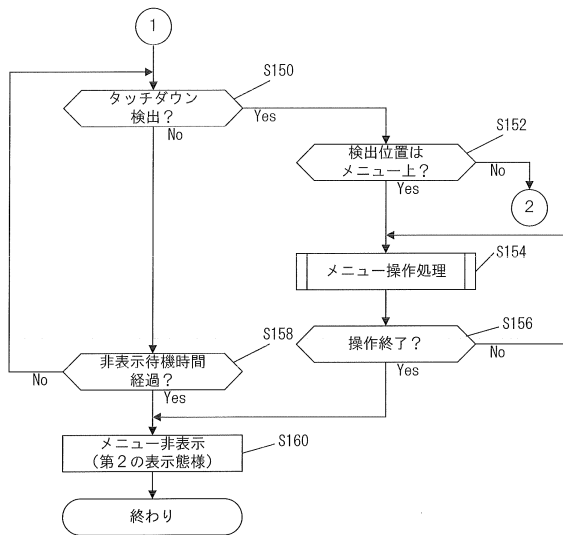 1
S150
タッチダウン
検出?
Yes
No
S152
検出位置は
メニュー上?
No
Yes
2
S154
メニュー操作処理
S156
操作終了?
No
Yes
S158
非表示待機時間
経過?
No
Yes
S160
メニュー非表示
(第2の表示態様)
終わり